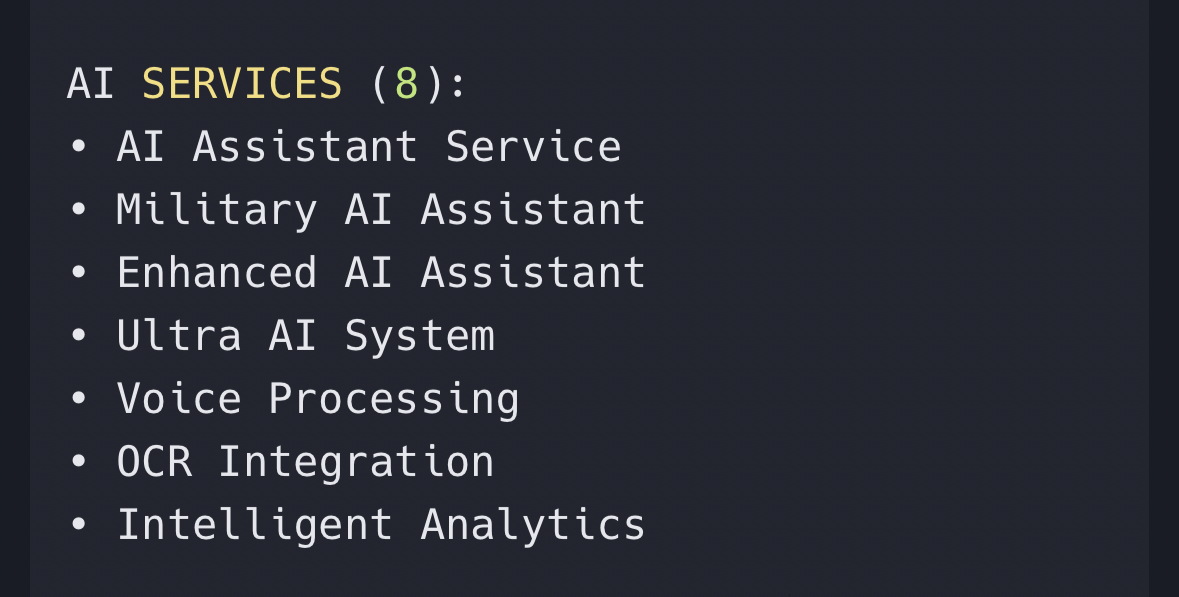 AI SERVICES (8):
• AI Assistant Service
• Military AI Assistant
• Enhanced AI Assistant
• Ultra AI System
• Voice Processing
• OCR Integration
• Intelligent Analytics